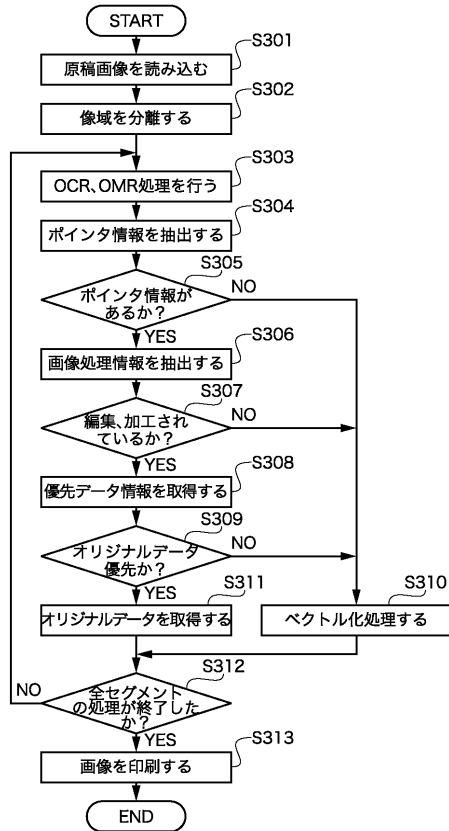 START
S301
原稿画像を読み込む
S302
像域を分離する
S303
OCR、OMR処理を行う
S304
ポインタ情報を抽出する
S305
ポインタ情報が
あるか？
NO
YES
S306
画像処理情報を抽出する
S307
編集、加工され
ているか？
NO
YES
S308
優先データ情報を取得する
S309
オリジナルデータ
優先か？
NO
YES
S311
オリジナルデータを取得する
S310
ベクトル化処理する
S312
全セグメント
の処理が終了した
か？
NO
YES
S313
画像を印刷する
END